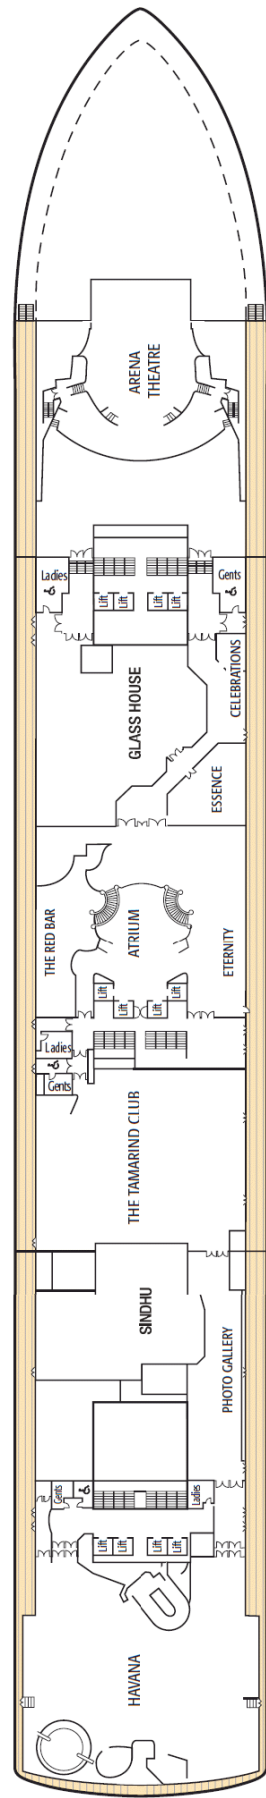 ARENA
THEATRE
Ladies
Gents
Lift
Lift
Lift
Lift
CELEBRATIONS
GLASS HOUSE
ESSENCE
THE RED BAR
ATRIUM
ETERNITY
Lift
Lift
Lift
Lift
Ladies
Gents
THE TAMARIND CLUB
SINDHU
PHOTO GALLERY
Gents
Ladies
Lift
Lift
Lift
Lift
HAVANA